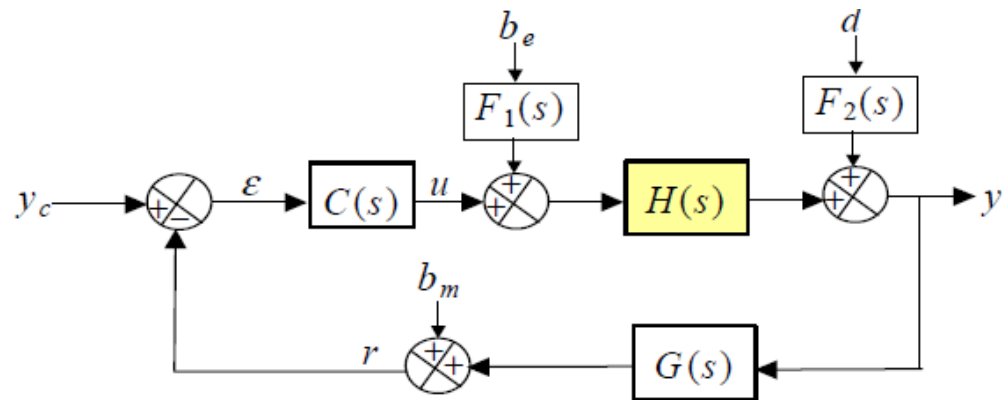 b_e
d
F_1(s)
F_2(s)
y_c
+
−
ε
C(s)
u
+
+
H(s)
+
+
y
b_m
r
+
+
G(s)